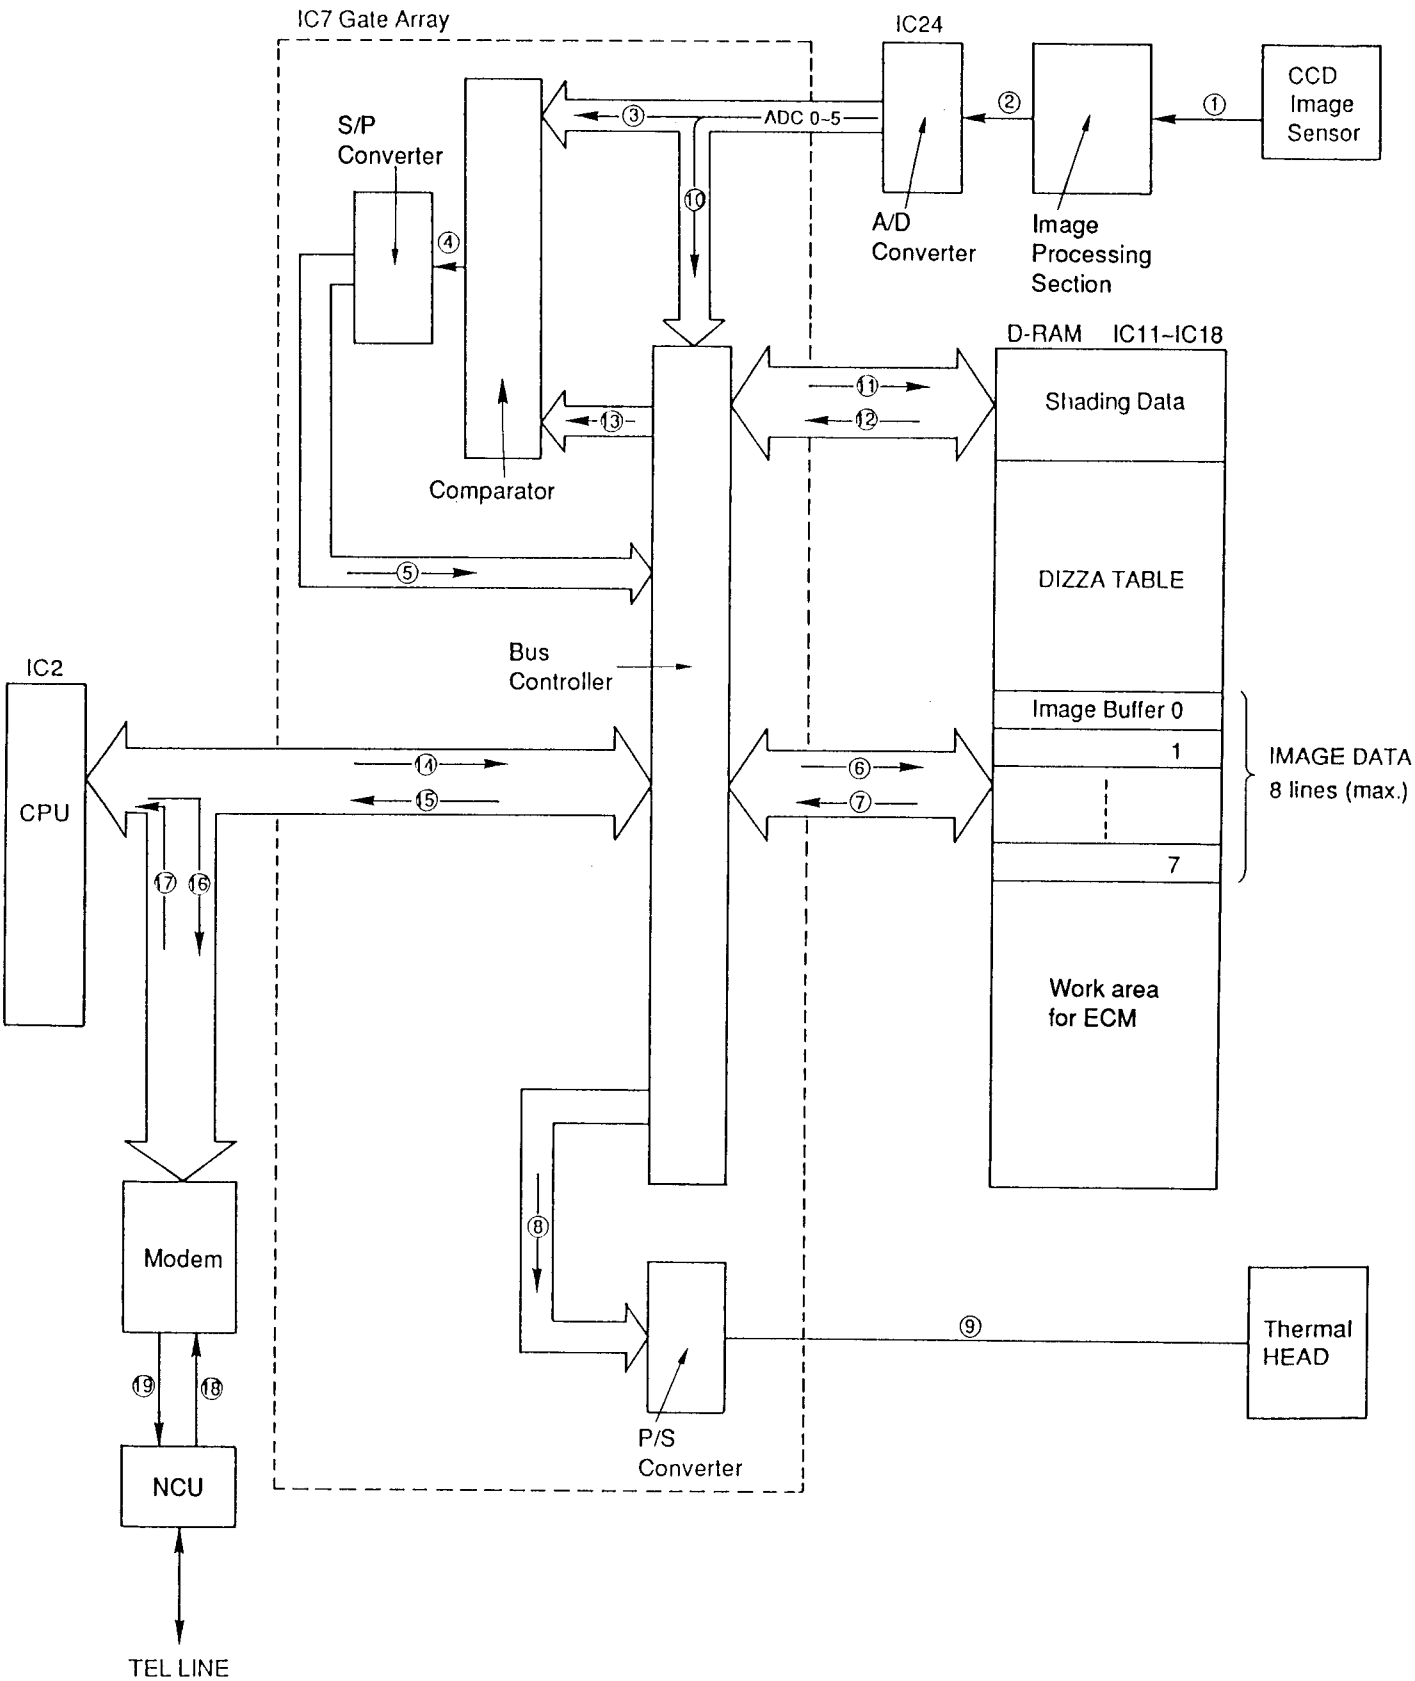 IC7 Gate Array
IC24
CCD
Image
Sensor
①
②
③
ADC 0~5
S/P
Converter
④
⑩
A/D
Converter
Image
Processing
Section
D-RAM IC11~IC18
Shading Data
⑪
⑫
⑬
Comparator
⑤
DIZZA TABLE
Bus
Controller
IC2
CPU
Image Buffer 0
1
7
IMAGE DATA
8 lines (max.)
⑭
⑮
⑥
⑦
⑰
⑯
Work area
for ECM
Modem
⑧
⑨
Thermal
HEAD
⑲
⑱
P/S
Converter
NCU
TEL LINE